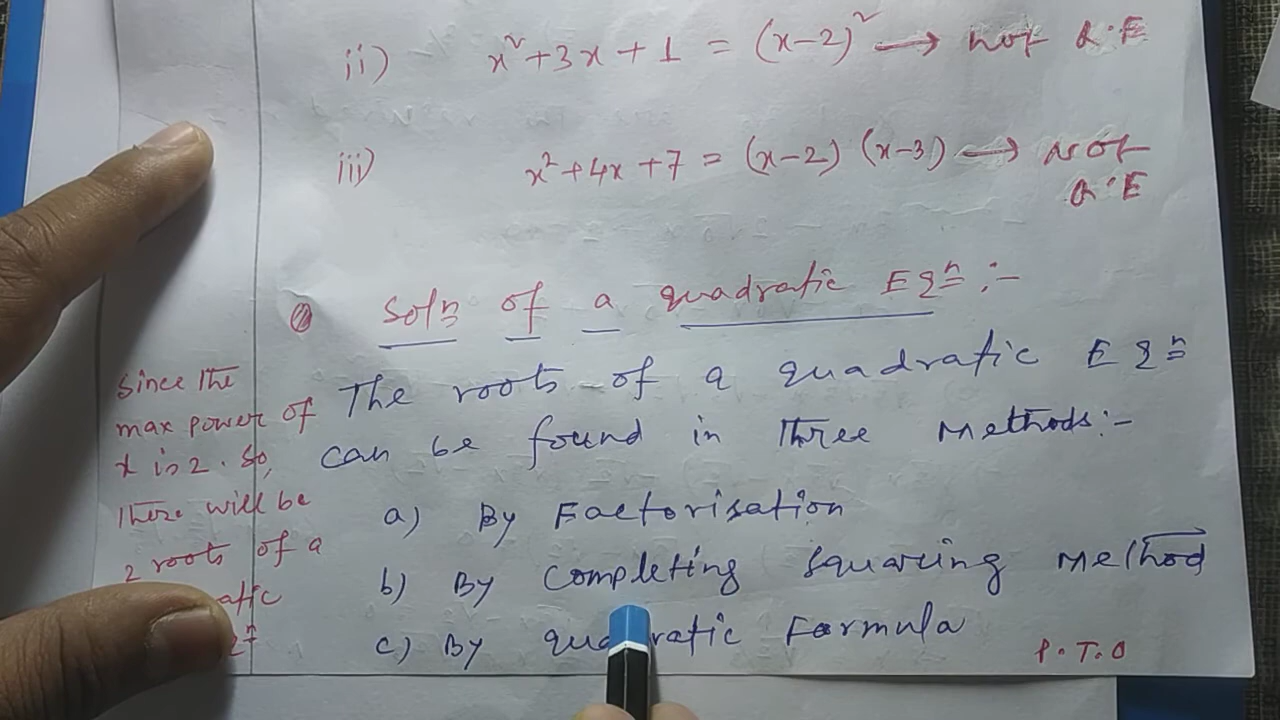 ii) x²+3x+1 = (x-2)² → not Q.E
iii) x²+4x+7 = (x-2) (x-3) → Not
Q.E
Soln of a quadratic Eqn :-
The roots of a quadratic Eqn
can be found in three Methods:-
a) By Factorisation
b) By Completing Squaring Method
c) By quadratic Formula
P.T.O
Since the
max power of
x is 2. So,
There will be
2 roots of a